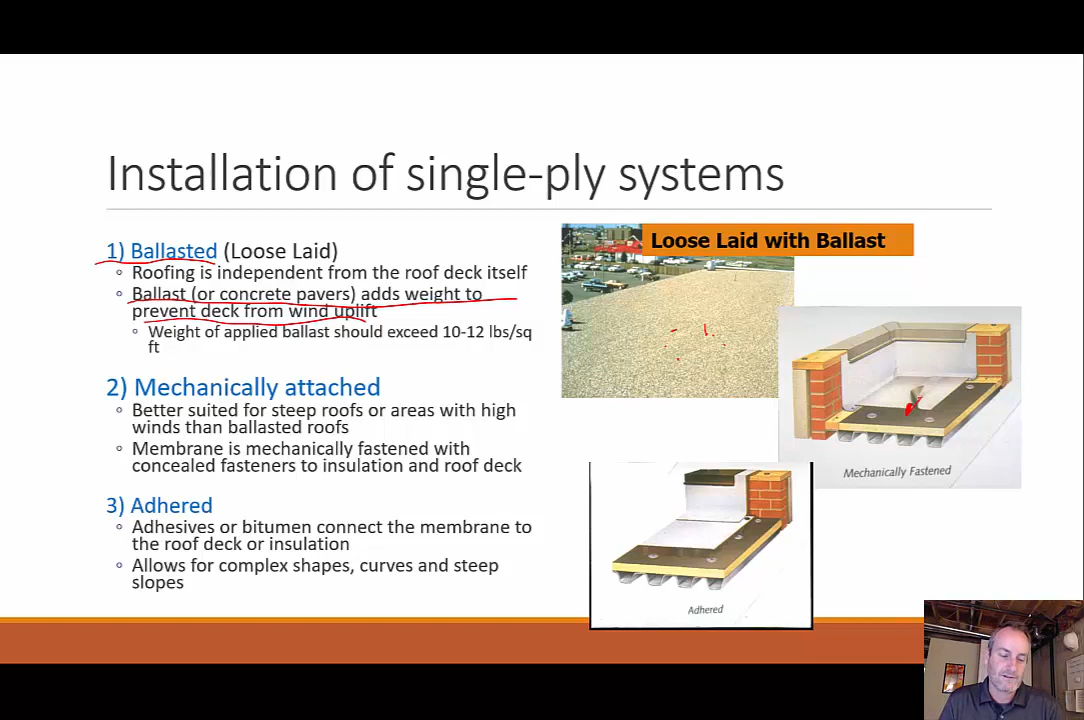 Installation of single-ply systems
1) Ballasted (Loose Laid)
Roofing is independent from the roof deck itself
Ballast (or concrete pavers) adds weight to
prevent deck from wind uplift
Weight of applied ballast should exceed 10-12 lbs/sq
ft
2) Mechanically attached
Better suited for steep roofs or areas with high
winds than ballasted roofs
Membrane is mechanically fastened with
concealed fasteners to insulation and roof deck
3) Adhered
Adhesives or bitumen connect the membrane to
the roof deck or insulation
Allows for complex shapes, curves and steep
slopes
Loose Laid with Ballast
Mechanically Fastened
Adhered